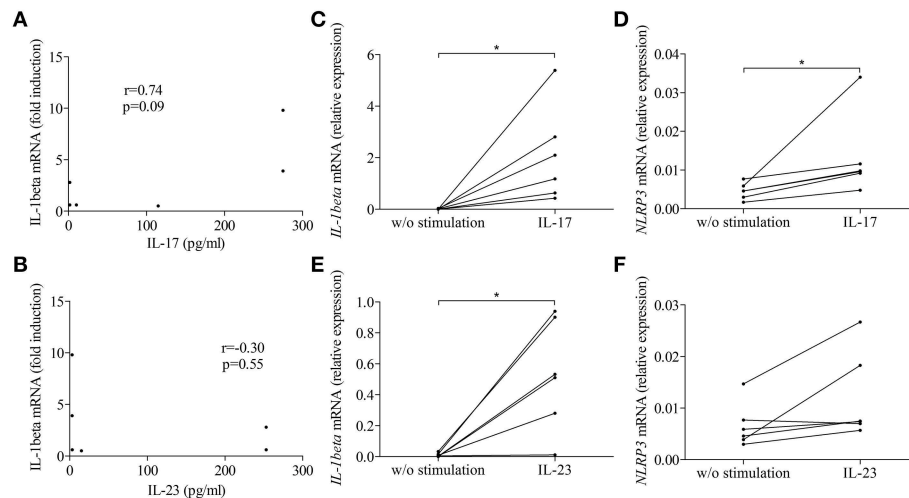 A
IL-1beta mRNA (fold induction)
15
10
5
0
r=0.74
p=0.09
0
100
200
300
IL-17 (pg/ml)
C
IL-1beta mRNA (relative expression)
6
4
2
0
*
w/o stimulation
IL-17
D
NLRP3 mRNA (relative expression)
0.04
0.03
0.02
0.01
0.00
*
w/o stimulation
IL-17
B
IL-1beta mRNA (fold induction)
15
10
5
0
r=-0.30
p=0.55
0
100
200
300
IL-23 (pg/ml)
E
IL-1beta mRNA (relative expression)
1.0
0.8
0.6
0.4
0.2
0.0
*
w/o stimulation
IL-23
F
NLRP3 mRNA (relative expression)
0.03
0.02
0.01
0.00
w/o stimulation
IL-23